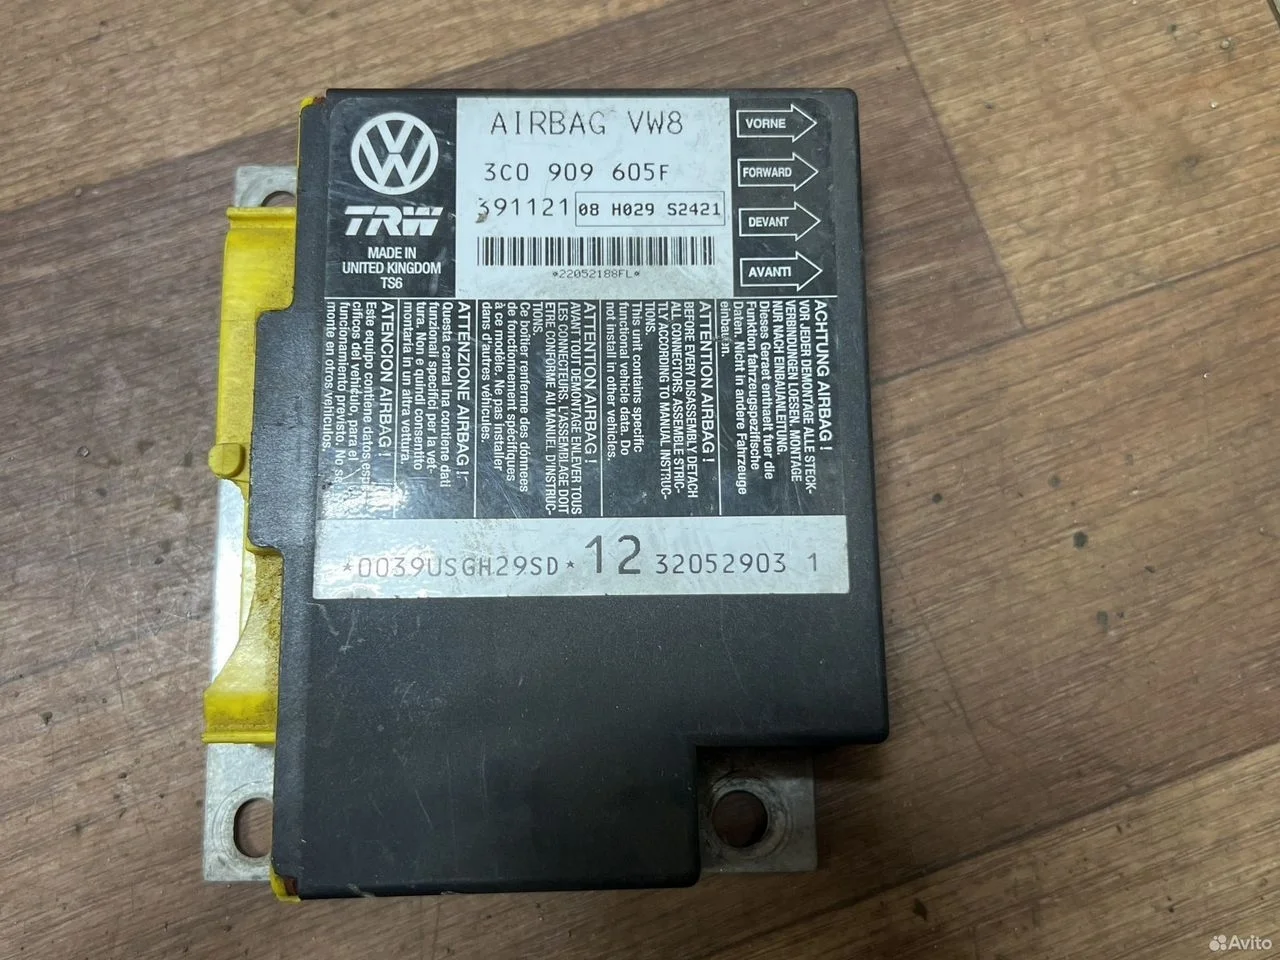 AIRBAG VW8
3C0 909 605F
391121 08 H029 S2421
*22052188FL*
VW
TRW
MADE IN
UNITED KINGDOM
TS6
VORNE
FORWARD
DEVANT
AVANTI
ACHTUNG AIRBAG !
VOR JEDER DEMONTAGE ALLE STECK-
VERBINDUNGEN LOESEN. MONTAGE
NUR NACH EINBAUANLEITUNG.
Dieses Geraet enthaelt fuer die
Funktion fahrzeugspezifische
Daten. Nicht in andere Fahrzeuge
einbauen.
ATTENTION AIRBAG !
BEFORE EVERY DISASSEMBLY DETACH
ALL CONNECTORS. ASSEMBLE STRIC-
TLY ACCORDING TO MANUAL INSTRUC-
TIONS.
This unit contains specific
functional vehicle data. Do
not install in other vehicles.
ATTENTION AIRBAG !
AVANT TOUT DEMONTAGE ENLEVER TOUS
LES CONNECTEURS. L'ASSEMBLAGE DOIT
ETRE CONFORME AU MANUEL D'INSTRUC-
TIONS.
Ce boîtier renferme des données
de fonctionnement spécifiques
à ce modèle. Ne pas installer
dans d'autres véhicules.
ATTENZIONE AIRBAG !
Questa centralina contiene dati
funzionali specifici per la vet-
tura. Non e quindi consentito
montarla in un altra vettura.
ATENCION AIRBAG !
Este equipo contiene datos espe-
cíficos del vehículo, para el
funcionamiento previsto. No se
monte en otros vehículos.
*0039USGH29SD* 12 32052903 1
Avito